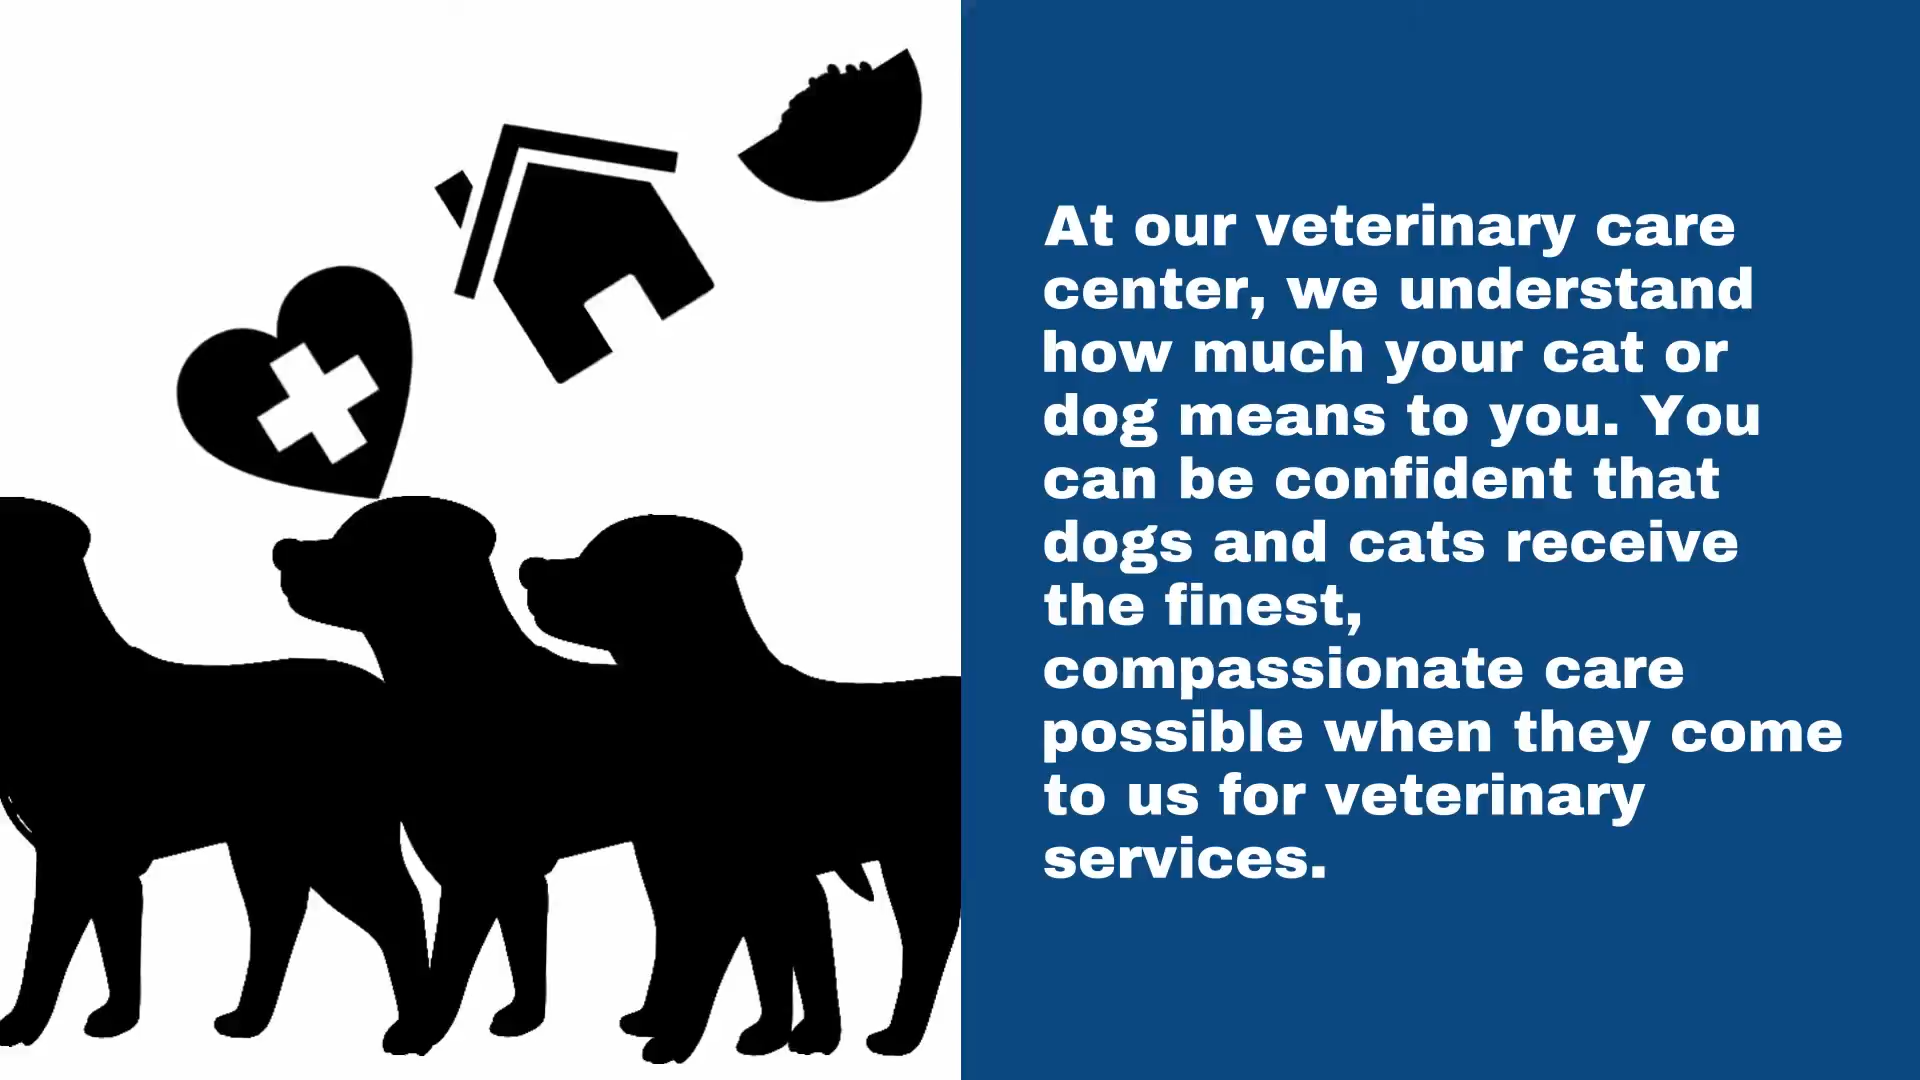 At our veterinary care
center, we understand
how much your cat or
dog means to you. You
can be confident that
dogs and cats receive
the finest,
compassionate care
possible when they come
to us for veterinary
services.